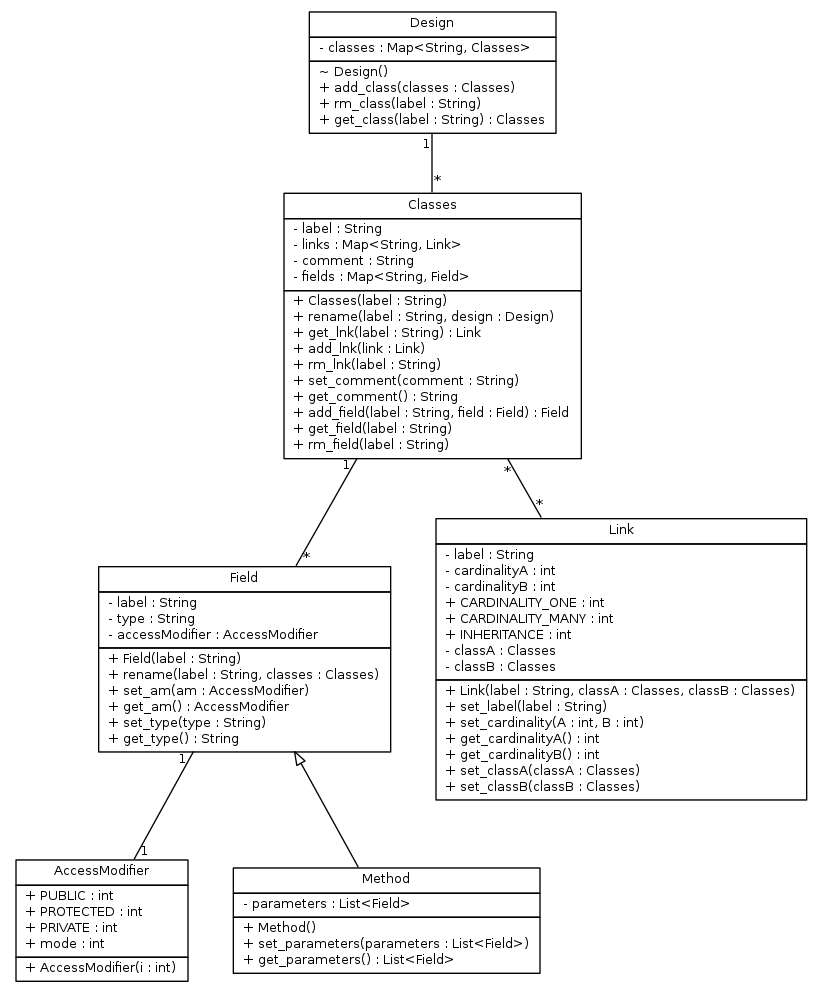 Design
- classes : Map<String, Classes>
~ Design()
+ add_class(classes : Classes)
+ rm_class(label : String)
+ get_class(label : String) : Classes
1
*
Classes
- label : String
- links : Map<String, Link>
- comment : String
- fields : Map<String, Field>
+ Classes(label : String)
+ rename(label : String, design : Design)
+ get_lnk(label : String) : Link
+ add_lnk(link : Link)
+ rm_lnk(label : String)
+ set_comment(comment : String)
+ get_comment() : String
+ add_field(label : String, field : Field) : Field
+ get_field(label : String)
+ rm_field(label : String)
1
*
*
*
Field
- label : String
- type : String
- accessModifier : AccessModifier
+ Field(label : String)
+ rename(label : String, classes : Classes)
+ set_am(am : AccessModifier)
+ get_am() : AccessModifier
+ set_type(type : String)
+ get_type() : String
Link
- label : String
- cardinalityA : int
- cardinalityB : int
+ CARDINALITY_ONE : int
+ CARDINALITY_MANY : int
+ INHERITANCE : int
- classA : Classes
- classB : Classes
+ Link(label : String, classA : Classes, classB : Classes)
+ set_label(label : String)
+ set_cardinality(A : int, B : int)
+ get_cardinalityA() : int
+ get_cardinalityB() : int
+ set_classA(classA : Classes)
+ set_classB(classB : Classes)
1
1
AccessModifier
+ PUBLIC : int
+ PROTECTED : int
+ PRIVATE : int
+ mode : int
+ AccessModifier(i : int)
Method
- parameters : List<Field>
+ Method()
+ set_parameters(parameters : List<Field>)
+ get_parameters() : List<Field>